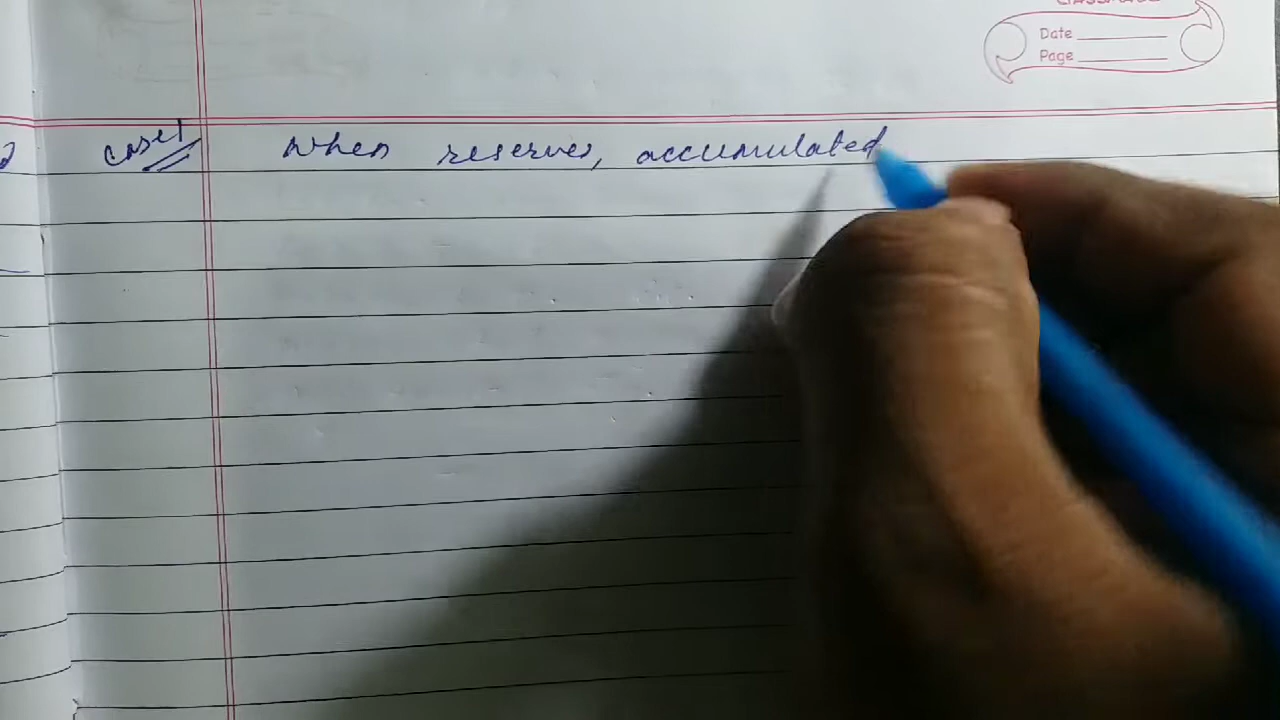 Date
Page
Case 1 When reserves, accumulated